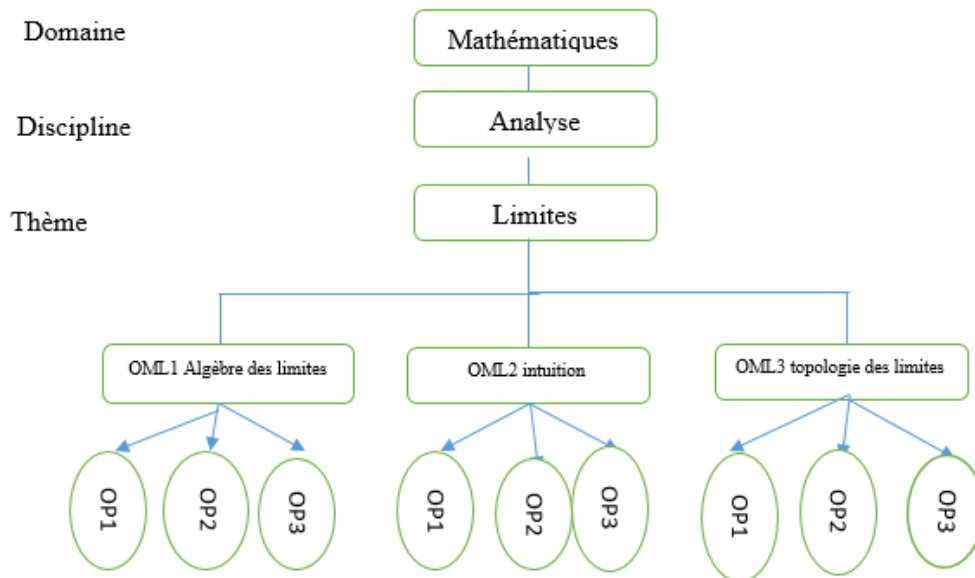 Domaine
Mathématiques
Discipline
Analyse
Thème
Limites
OML1 Algèbre des limites
OML2 intuition
OML3 topologie des limites
OP1
OP2
OP3
OP1
OP2
OP3
OP1
OP2
OP3